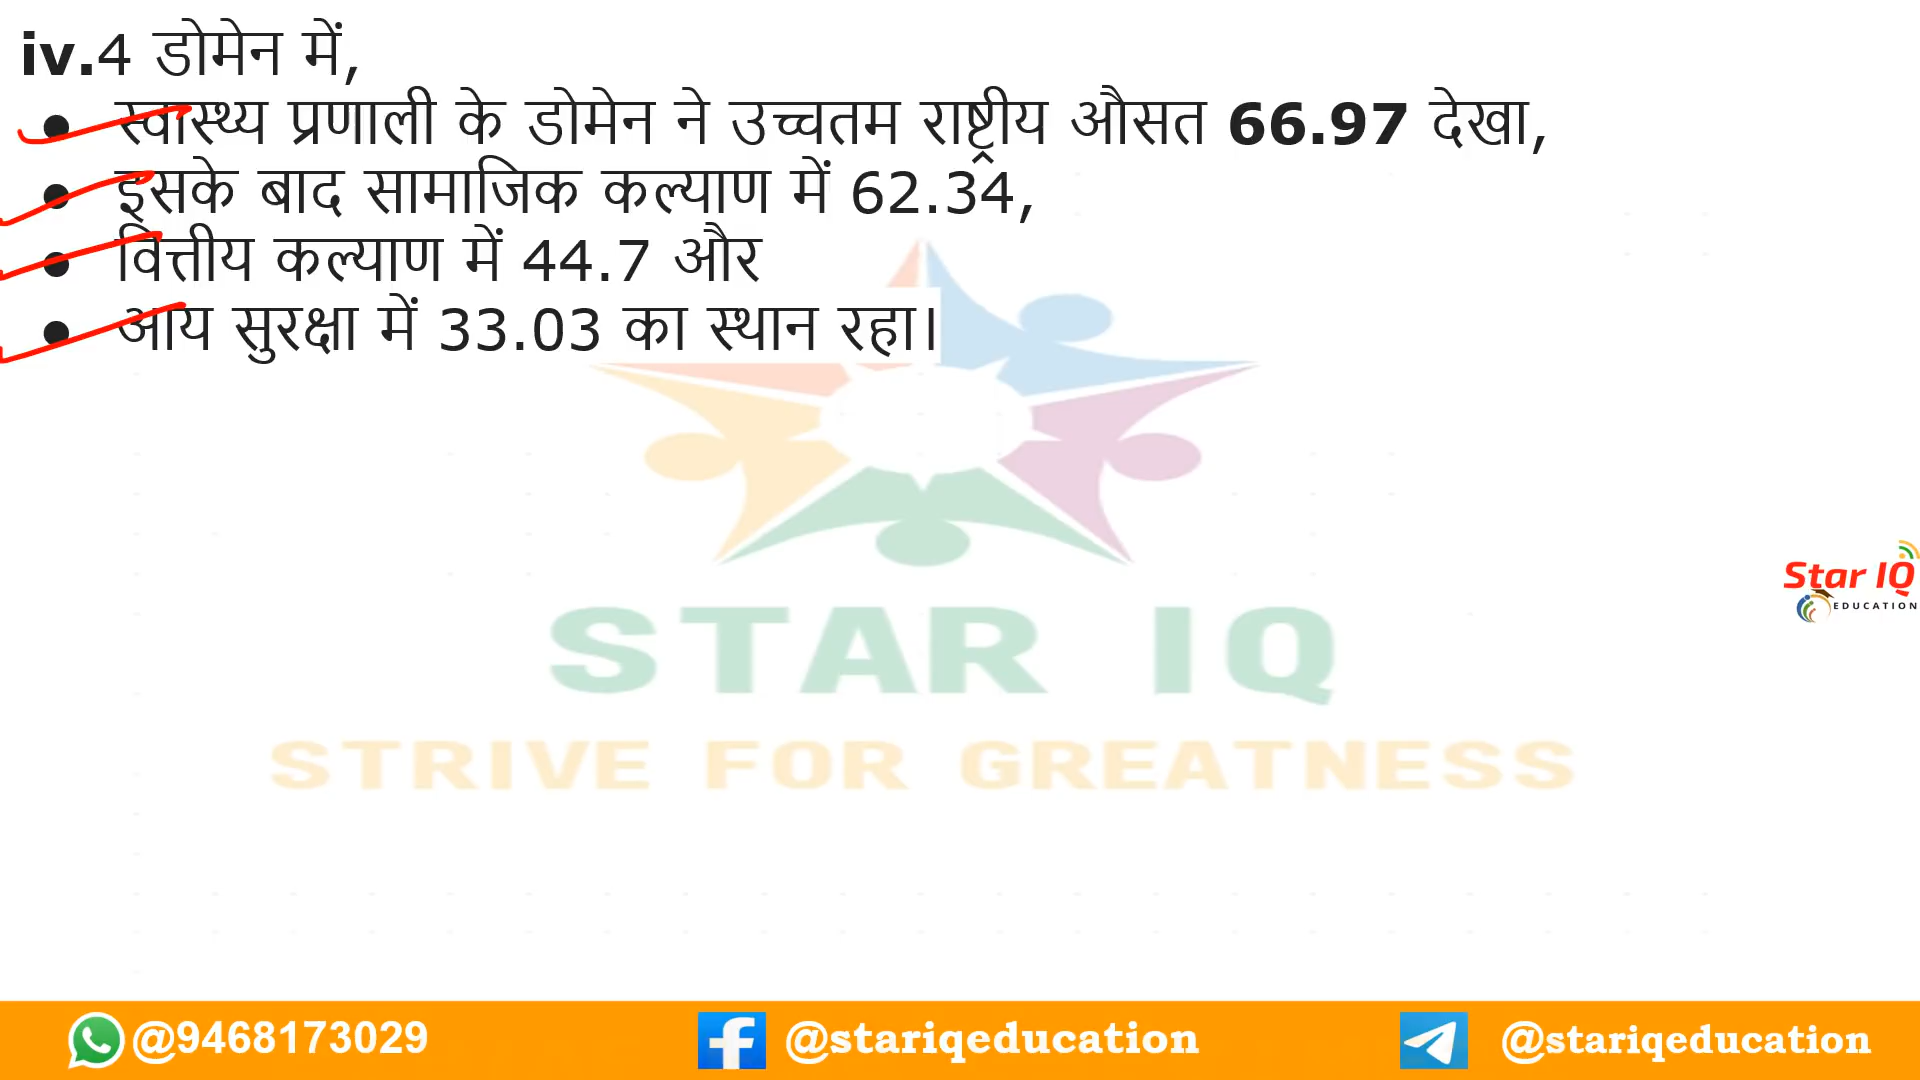 iv.4 डोमेन में,
● स्वास्थ्य प्रणाली के डोमेन ने उच्चतम राष्ट्रीय औसत 66.97 देखा,
● इसके बाद सामाजिक कल्याण में 62.34,
● वित्तीय कल्याण में 44.7 और
● आय सुरक्षा में 33.03 का स्थान रहा।
Star IQ
EDUCATION
STAR IQ
STRIVE FOR GREATNESS
@9468173029 @stariqeducation @stariqeducation